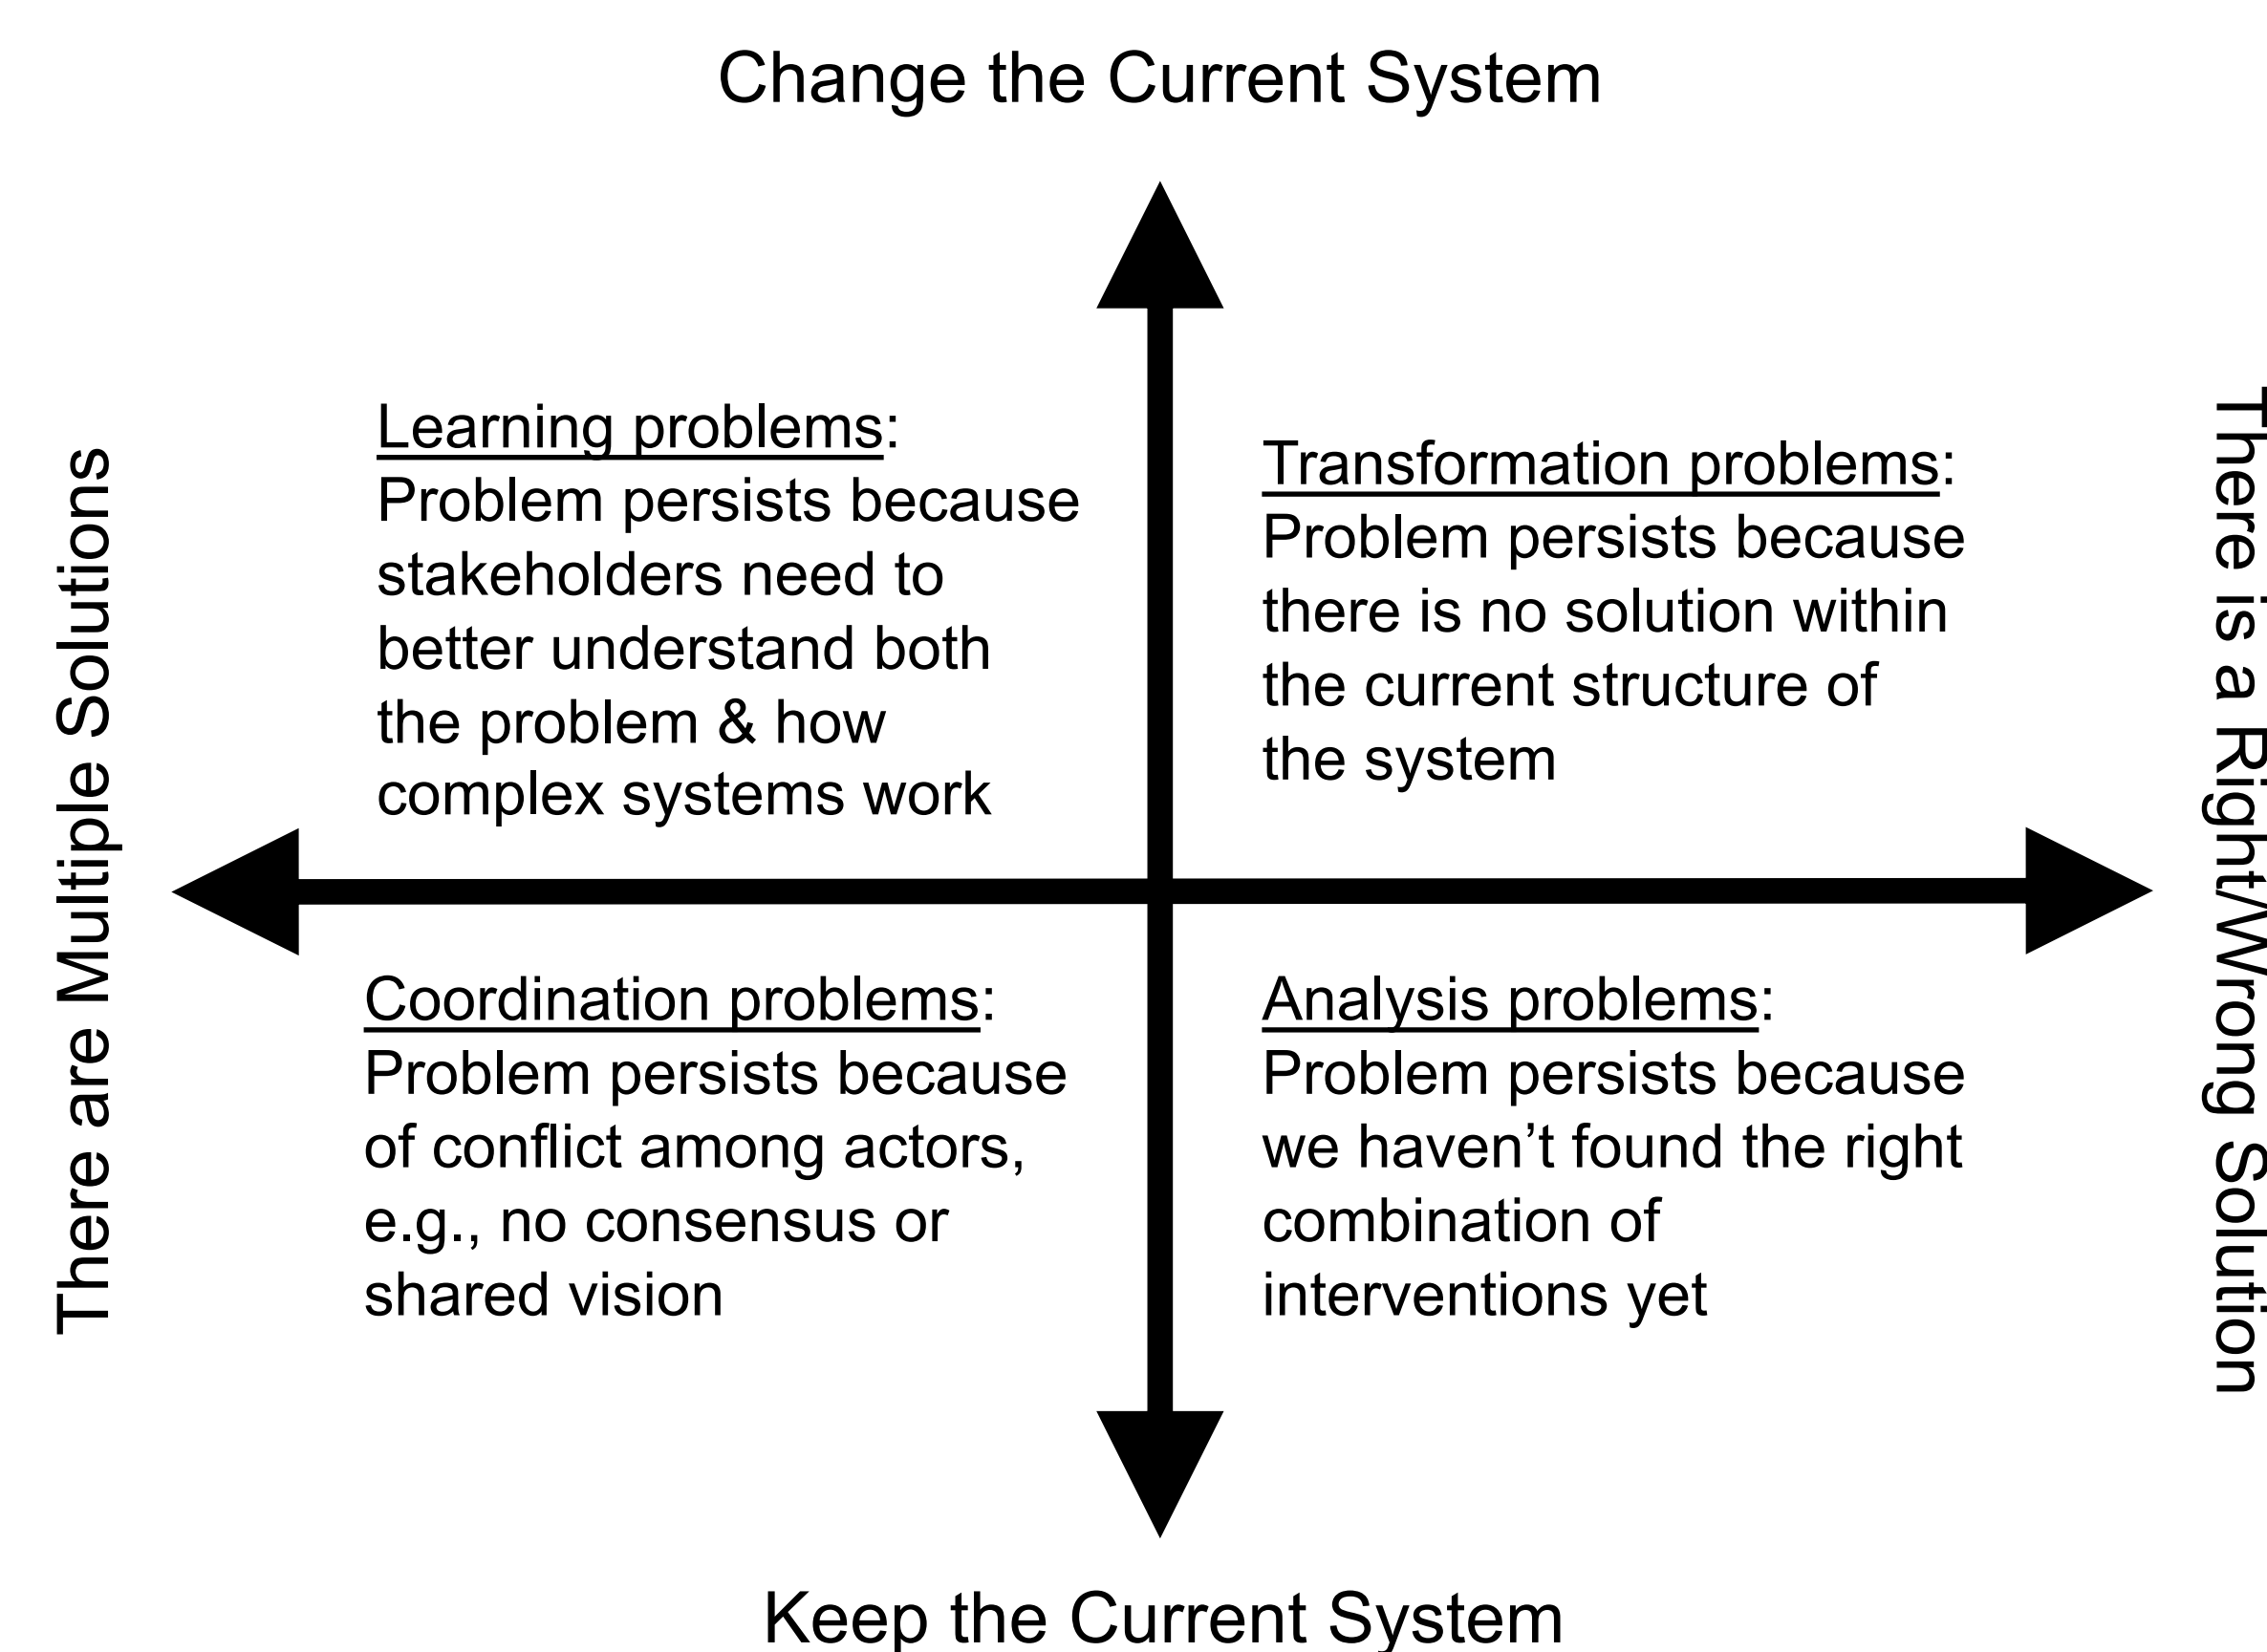 Change the Current System
There are Multiple Solutions
Learning problems:
Problem persists because
stakeholders need to
better understand both
the problem & how
complex systems work
Transformation problems:
Problem persists because
there is no solution within
the current structure of
the system
There is a Right/Wrong Solution
Coordination problems:
Problem persists because
of conflict among actors,
e.g., no consensus or
shared vision
Analysis problems:
Problem persists because
we haven’t found the right
combination of
interventions yet
Keep the Current System